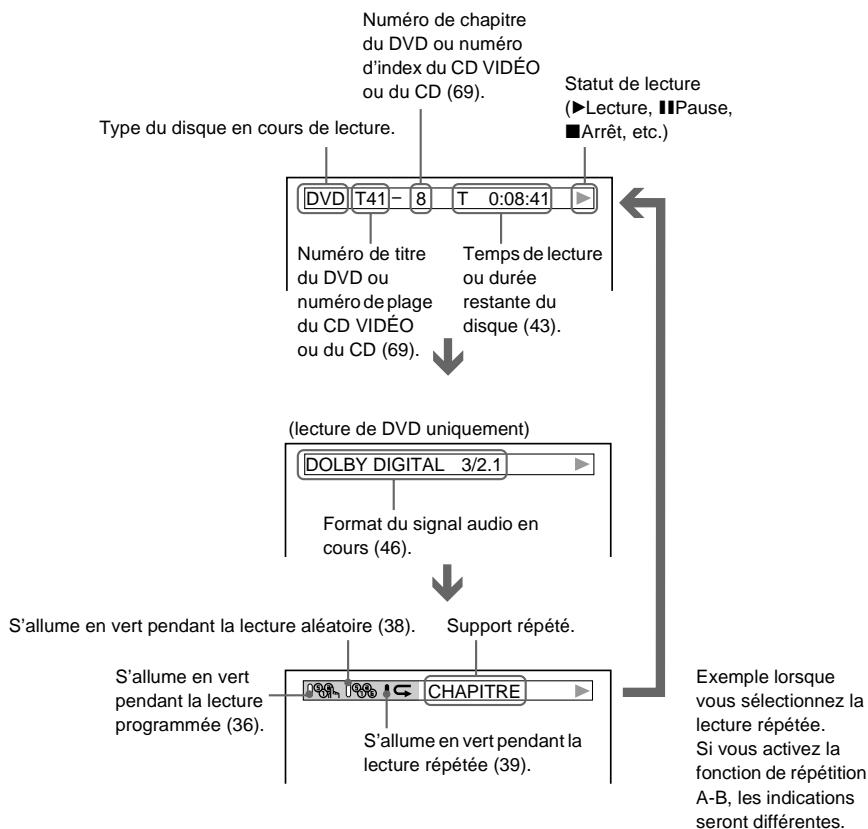 Numéro de chapitre
du DVD ou numéro
d'index du CD VIDÉO
ou du CD (69).
Statut de lecture
(►Lecture, ❚❚Pause,
■Arrêt, etc.)
Type du disque en cours de lecture.
DVD T41 – 8 T 0:08:41 ►
Numéro de titre
du DVD ou
numéro de plage
du CD VIDÉO
ou du CD (69).
Temps de lecture
ou durée
restante du
disque (43).
(lecture de DVD uniquement)
DOLBY DIGITAL 3/2.1 ►
Format du signal audio en
cours (46).
S'allume en vert pendant la lecture aléatoire (38).
Support répété.
S'allume en vert
pendant la lecture
programmée (36).
CHAPITRE ►
S'allume en vert pendant la
lecture répétée (39).
Exemple lorsque
vous sélectionnez la
lecture répétée.
Si vous activez la
fonction de répétition
A-B, les indications
seront différentes.